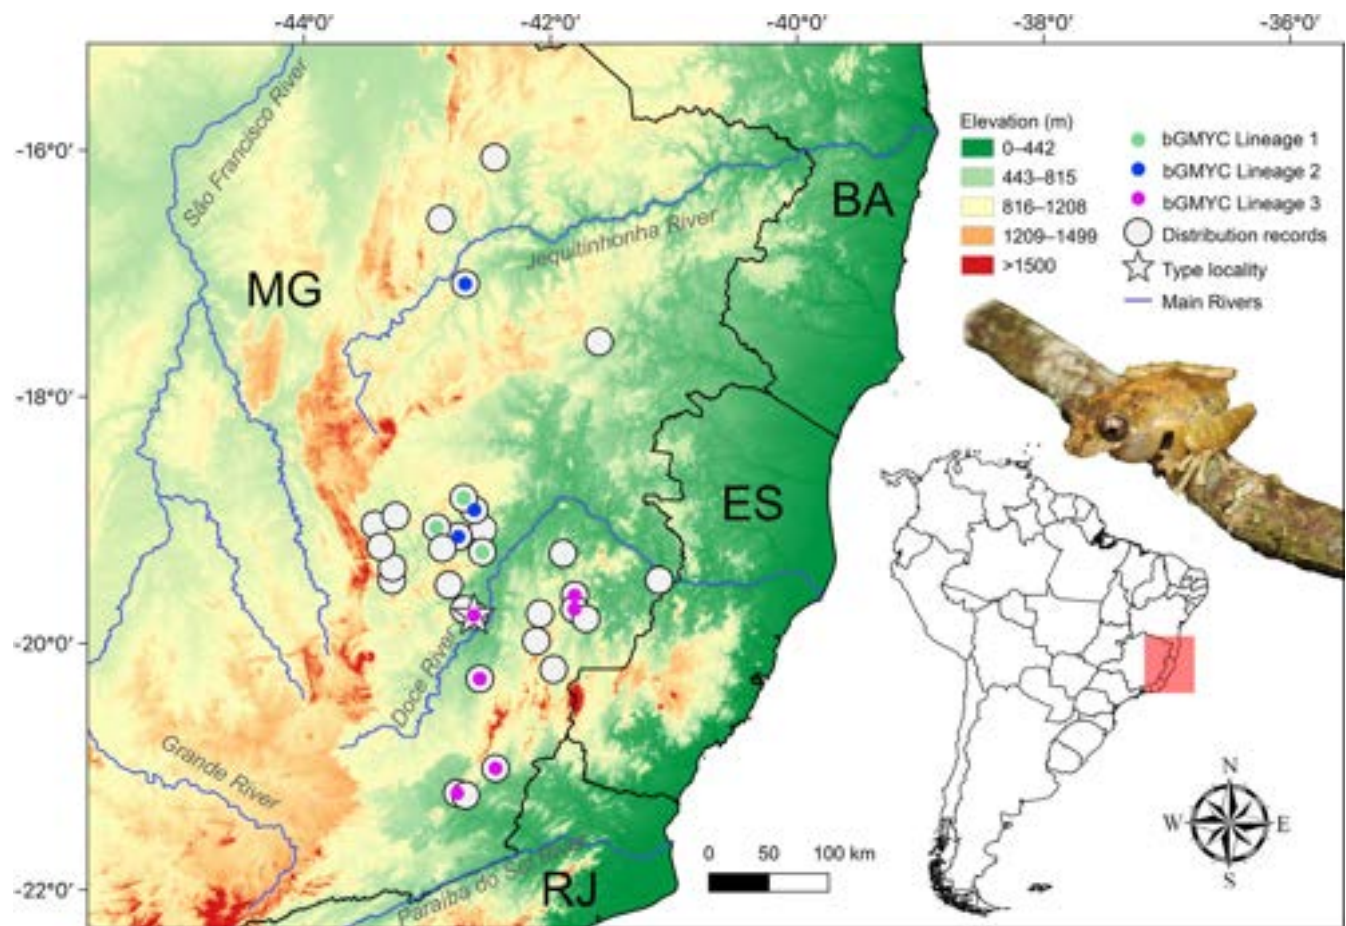 -44°0' -42°0' -40°0' -38°0' -36°0'
-16°0'
-18°0'
-20°0'
-22°0'
São Francisco River
Jequitinhonha River
Doce River
Grande River
Paraíba do Sul River
MG
BA
ES
RJ
Elevation (m)
0–442
443–815
816–1208
1209–1499
>1500
bGMYC Lineage 1
bGMYC Lineage 2
bGMYC Lineage 3
Distribution records
Type locality
Main Rivers
0 50 100 km
N
W E
S